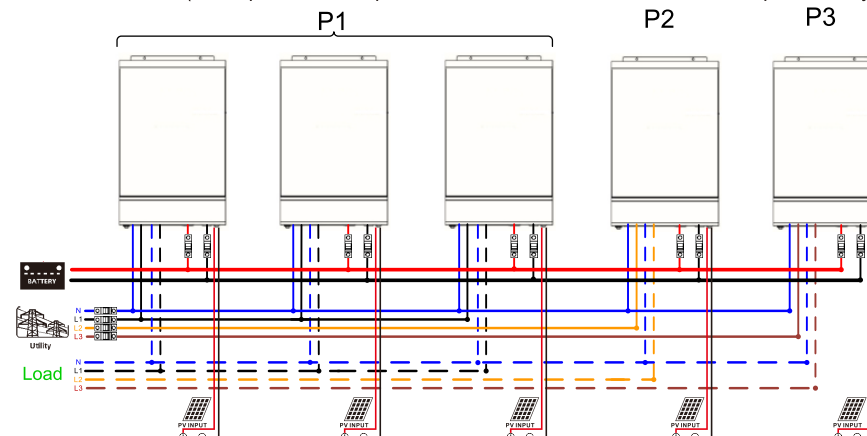 P1
P2
P3
BATTERY
N
L1
L2
L3
Utility
N
L1
L2
L3
Load
PV INPUT
PV INPUT
PV INPUT
PV INPUT
PV INPUT